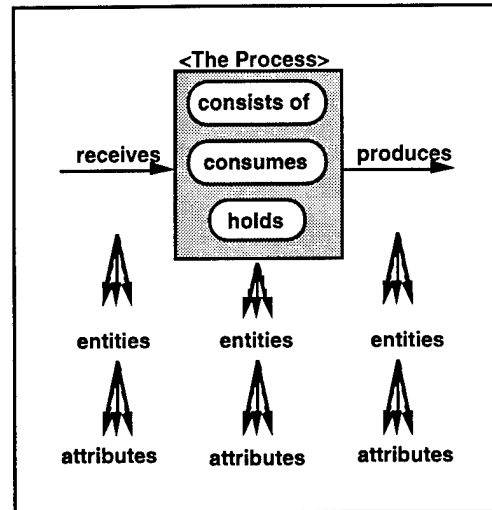 <The Process>
consists of
receives
consumes
produces
holds
entities
entities
entities
attributes
attributes
attributes